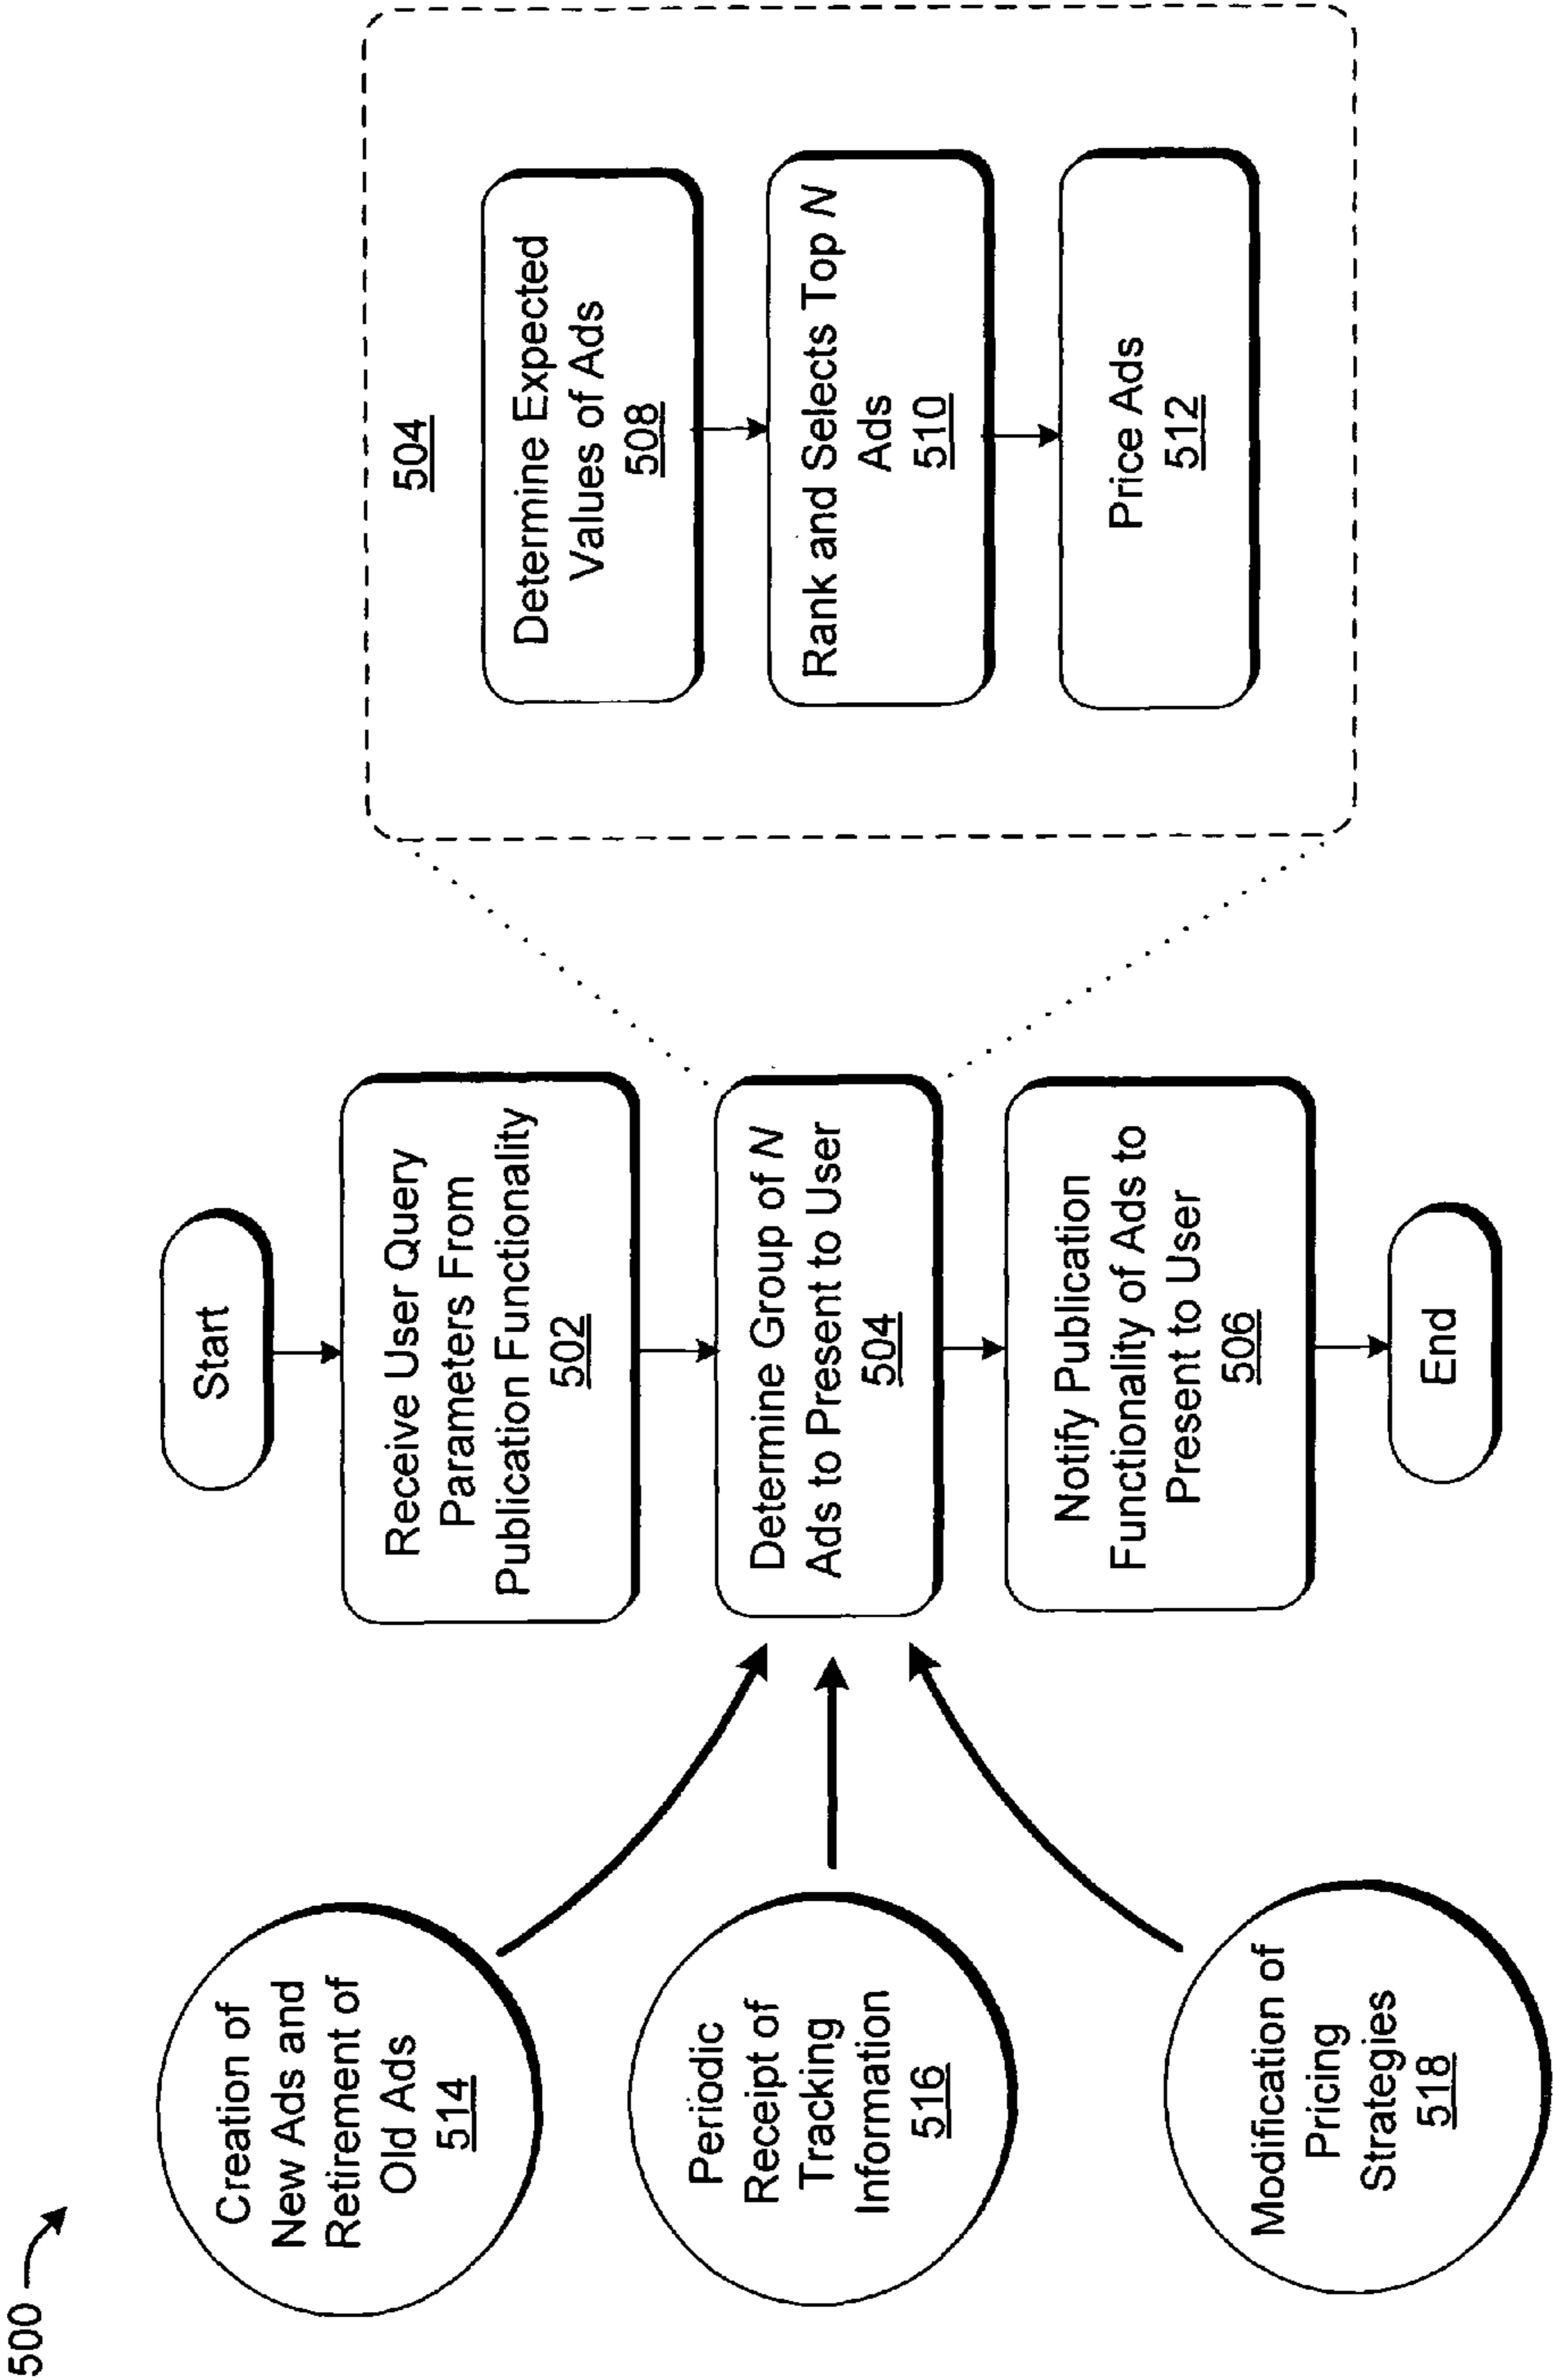 500
Creation of
New Ads and
Retirement of
Old Ads
514
Periodic
Receipt of
Tracking
Information
516
Modification of
Pricing
Strategies
518
Start
Receive User Query
Parameters From
Publication Functionality
502
Determine Group of N
Ads to Present to User
504
Notify Publication
Functionality of Ads to
Present to User
506
End
504
Determine Expected
Values of Ads
508
Rank and Selects Top N
Ads
510
Price Ads
512